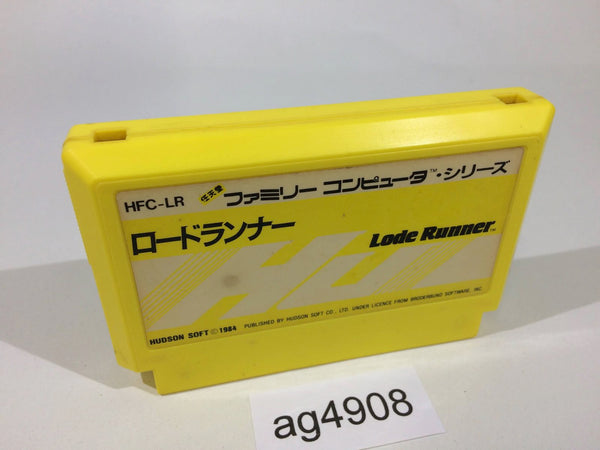 HFC-LR 任天堂 ファミリー コンピュータ™・シリーズ
ロードランナー Lode Runner™
HUDSON SOFT © 1984 PUBLISHED BY HUDSON SOFT CO., LTD. UNDER LICENCE FROM BRODERBUND SOFTWARE, INC.
ag4908